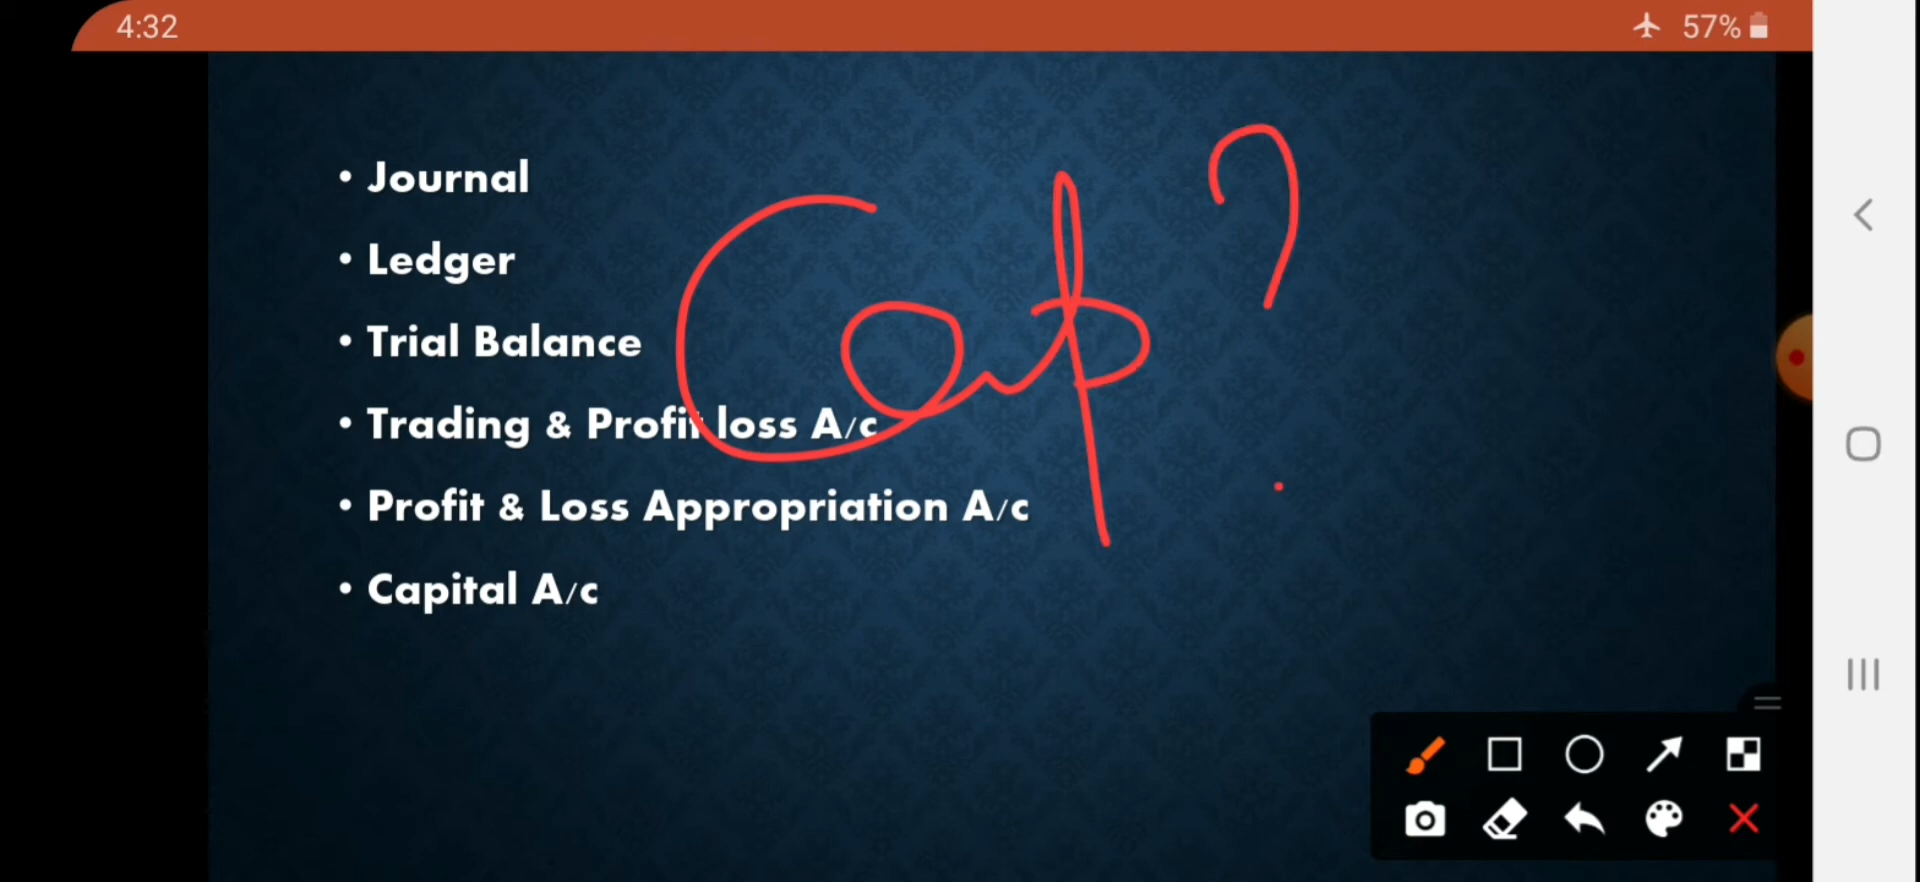 4:32 57%
• Journal
• Ledger
• Trial Balance
• Trading & Profit loss A/c
• Profit & Loss Appropriation A/c
• Capital A/c
Cap ?